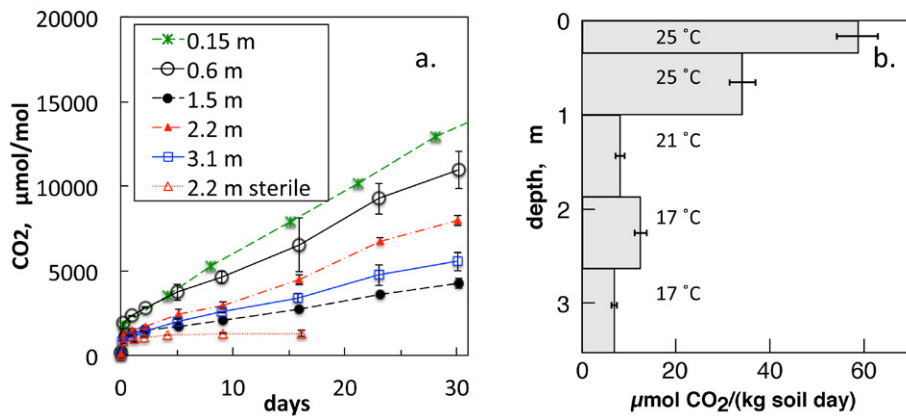 20000
15000
10000
5000
0
CO2, µmol/mol
0.15 m
0.6 m
1.5 m
2.2 m
3.1 m
2.2 m sterile
a.
0 10 20 30
days
b.
0
1
2
3
depth, m
25 ˚C
25 ˚C
21 ˚C
17 ˚C
17 ˚C
0 20 40 60
µmol CO₂/(kg soil day)